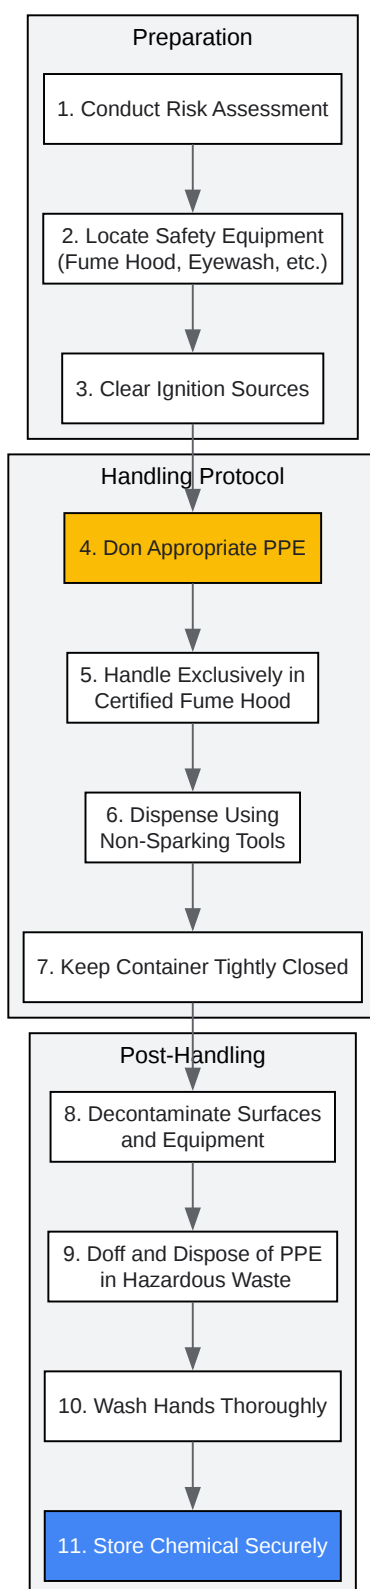 Preparation
1. Conduct Risk Assessment
2. Locate Safety Equipment
(Fume Hood, Eyewash, etc.)
3. Clear Ignition Sources
Handling Protocol
4. Don Appropriate PPE
5. Handle Exclusively in
Certified Fume Hood
6. Dispense Using
Non-Sparking Tools
7. Keep Container Tightly Closed
Post-Handling
8. Decontaminate Surfaces
and Equipment
9. Doff and Dispose of PPE
in Hazardous Waste
10. Wash Hands Thoroughly
11. Store Chemical Securely